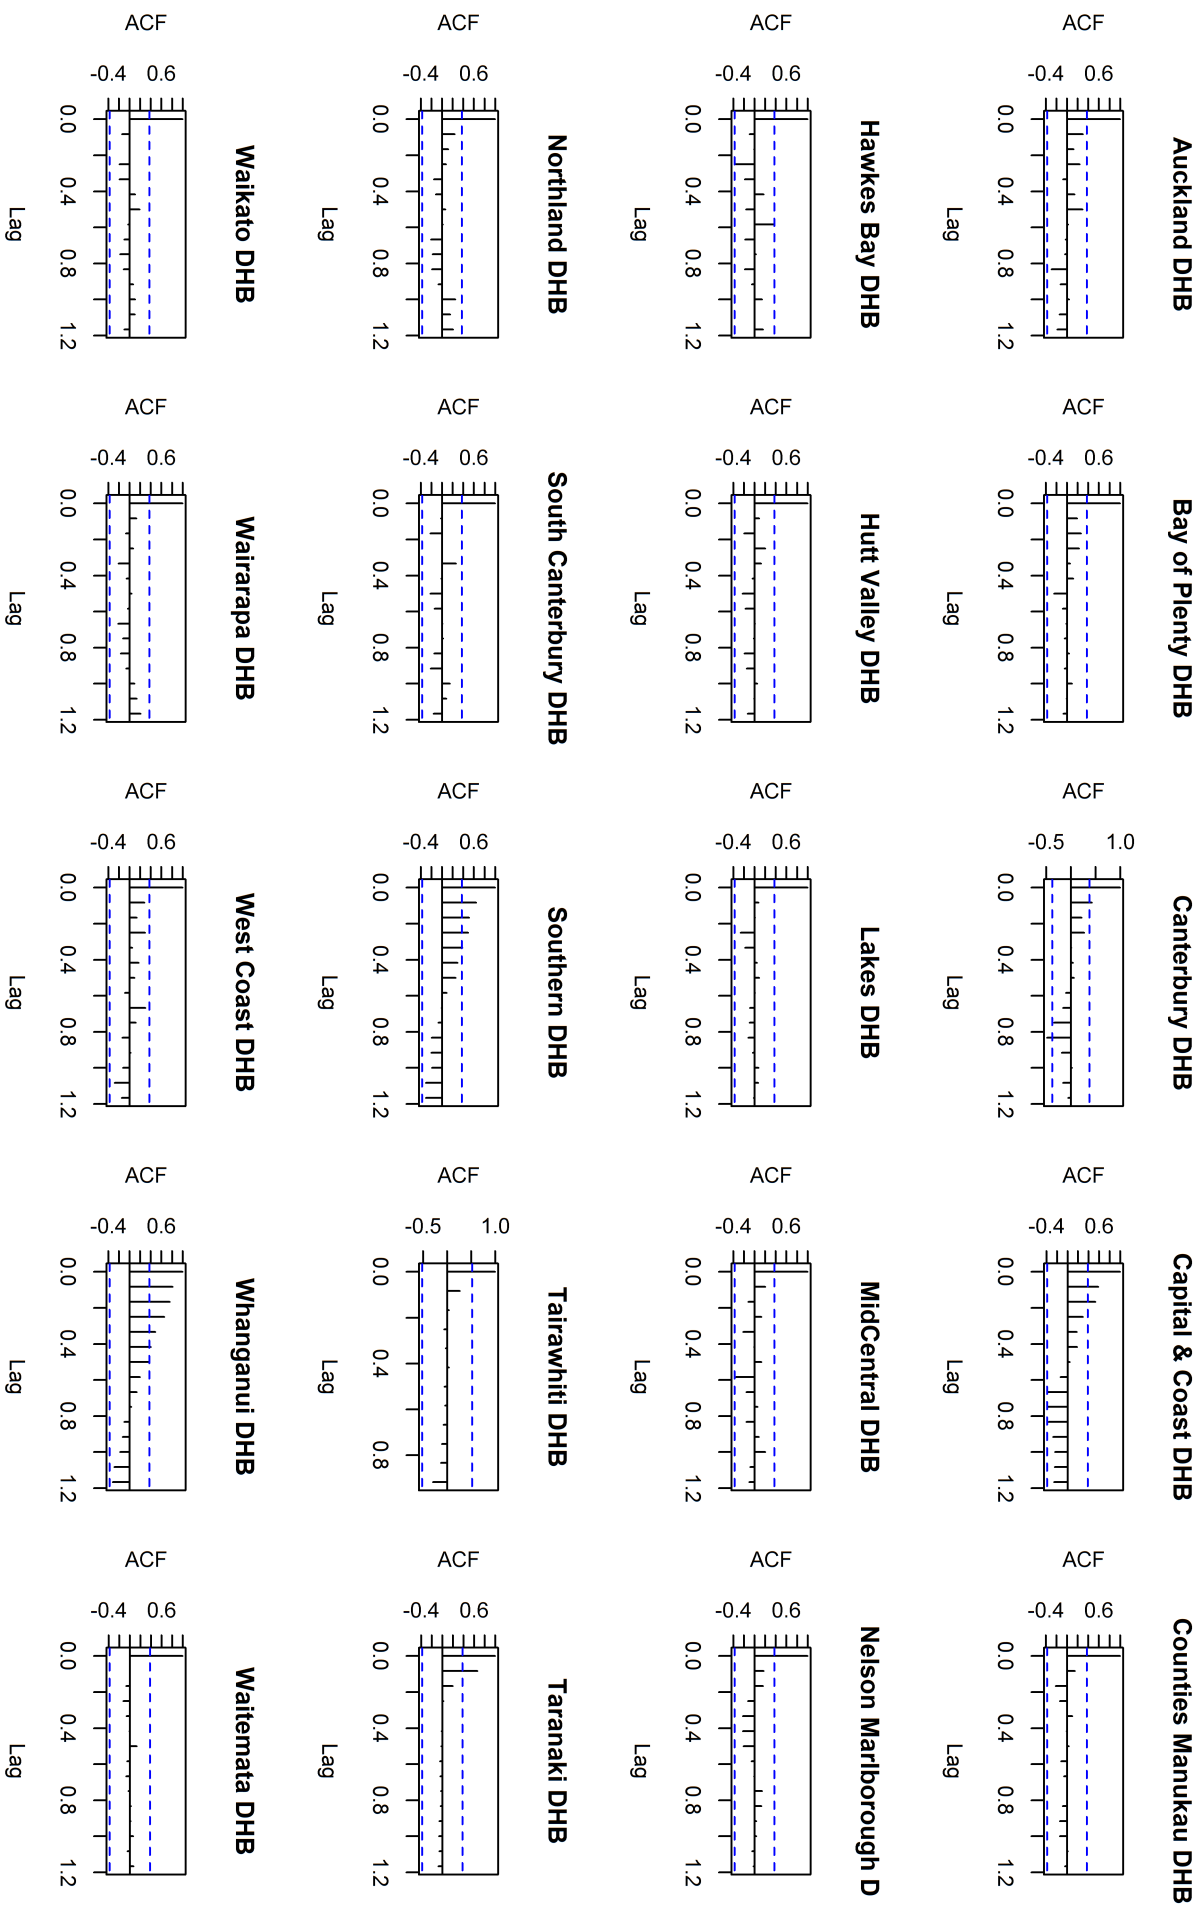 Auckland DHB
ACF
-0.4 0.6
0.0 0.4 0.8 1.2
Lag
Bay of Plenty DHB
ACF
-0.4 0.6
0.0 0.4 0.8 1.2
Lag
Canterbury DHB
ACF
-0.5 1.0
0.0 0.4 0.8 1.2
Lag
Capital & Coast DHB
ACF
-0.4 0.6
0.0 0.4 0.8 1.2
Lag
Counties Manukau DHB
ACF
-0.4 0.6
0.0 0.4 0.8 1.2
Lag
Hawkes Bay DHB
ACF
-0.4 0.6
0.0 0.4 0.8 1.2
Lag
Hutt Valley DHB
ACF
-0.4 0.6
0.0 0.4 0.8 1.2
Lag
Lakes DHB
ACF
-0.4 0.6
0.0 0.4 0.8 1.2
Lag
MidCentral DHB
ACF
-0.4 0.6
0.0 0.4 0.8 1.2
Lag
Nelson Marlborough D
ACF
-0.4 0.6
0.0 0.4 0.8 1.2
Lag
Northland DHB
ACF
-0.4 0.6
0.0 0.4 0.8 1.2
Lag
South Canterbury DHB
ACF
-0.4 0.6
0.0 0.4 0.8 1.2
Lag
Southern DHB
ACF
-0.4 0.6
0.0 0.4 0.8 1.2
Lag
Tairawhiti DHB
ACF
-0.5 1.0
0.0 0.4 0.8
Lag
Taranaki DHB
ACF
-0.4 0.6
0.0 0.4 0.8 1.2
Lag
Waikato DHB
ACF
-0.4 0.6
0.0 0.4 0.8 1.2
Lag
Wairarapa DHB
ACF
-0.4 0.6
0.0 0.4 0.8 1.2
Lag
West Coast DHB
ACF
-0.4 0.6
0.0 0.4 0.8 1.2
Lag
Whanganui DHB
ACF
-0.4 0.6
0.0 0.4 0.8 1.2
Lag
Waitemata DHB
ACF
-0.4 0.6
0.0 0.4 0.8 1.2
Lag